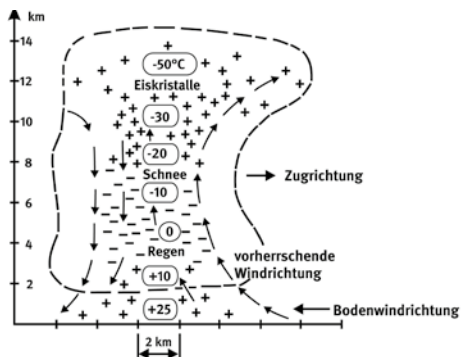 km
14
12
10
8
6
4
2
-50°C
Eiskristalle
-30
-20
Schnee
-10
0
Regen
+10
+25
Zugrichtung
vorherrschende
Windrichtung
Bodenwindrichtung
2 km